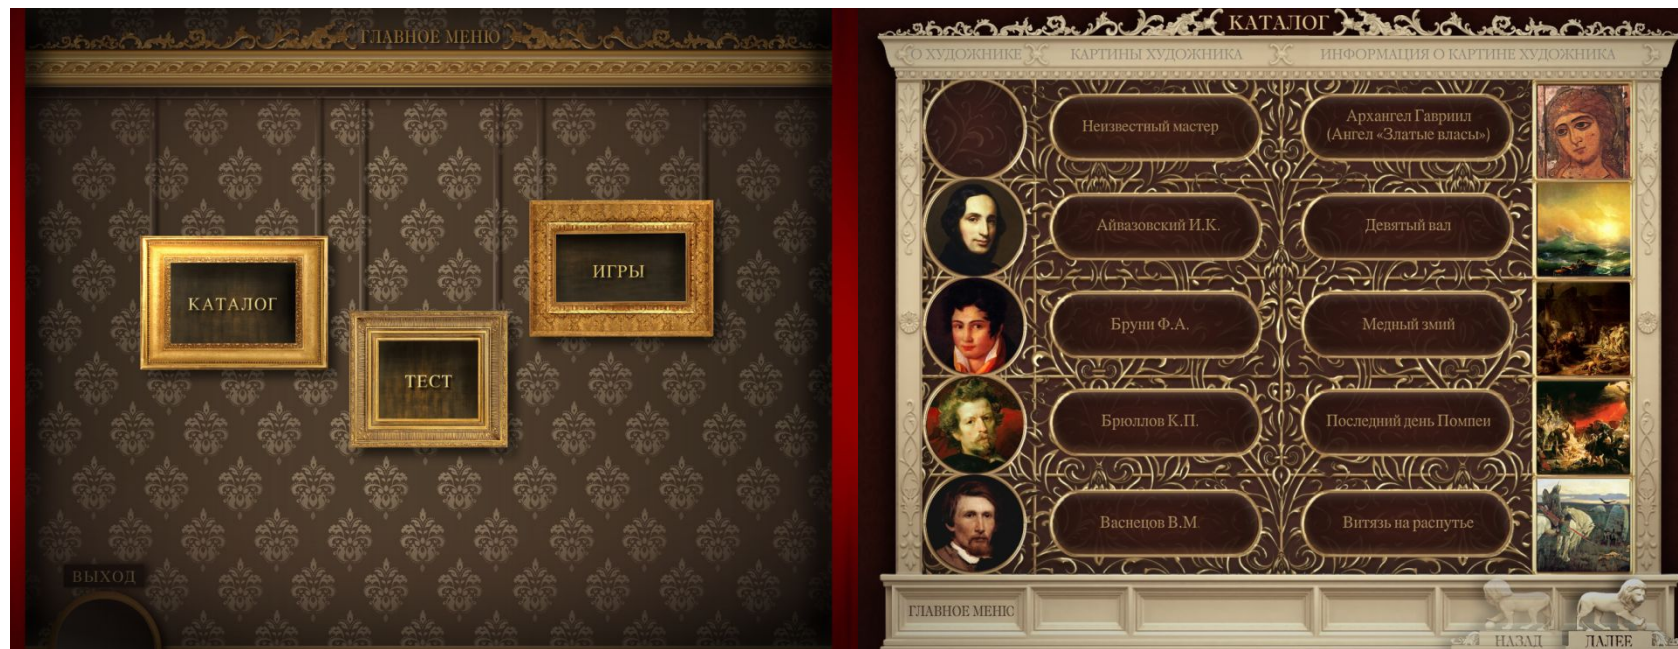 ГЛАВНОЕ МЕНЮ
КАТАЛОГ
ТЕСТ
ИГРЫ
ВЫХОД
КАТАЛОГ
О ХУДОЖНИКЕ
КАРТИНЫ ХУДОЖНИКА
ИНФОРМАЦИЯ О КАРТИНЕ ХУДОЖНИКА
Неизвестный мастер
Архангел Гавриил
(Ангел «Златые власы»)
Айвазовский И.К.
Девятый вал
Бруни Ф.А.
Медный змий
Брюллов К.П.
Последний день Помпеи
Васнецов В.М
Витязь на распутье
ГЛАВНОЕ МЕНЮ
НАЗАД
ДАЛЕЕ